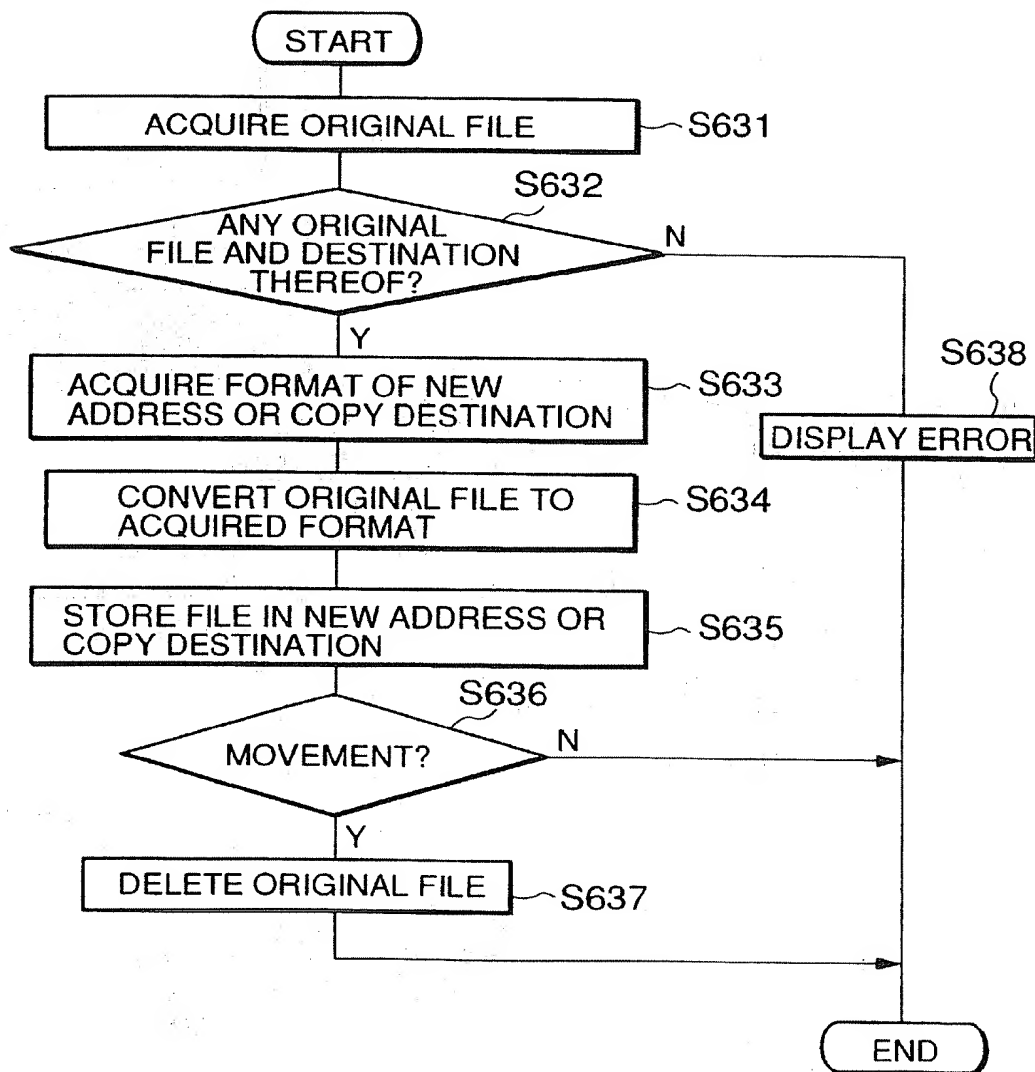 START
ACQUIRE ORIGINAL FILE
S631
S632
ANY ORIGINAL
FILE AND DESTINATION
THEREOF?
N
Y
S638
ACQUIRE FORMAT OF NEW
ADDRESS OR COPY DESTINATION
S633
DISPLAY ERROR
CONVERT ORIGINAL FILE TO
ACQUIRED FORMAT
S634
STORE FILE IN NEW ADDRESS OR
COPY DESTINATION
S635
S636
MOVEMENT?
N
Y
DELETE ORIGINAL FILE
S637
END